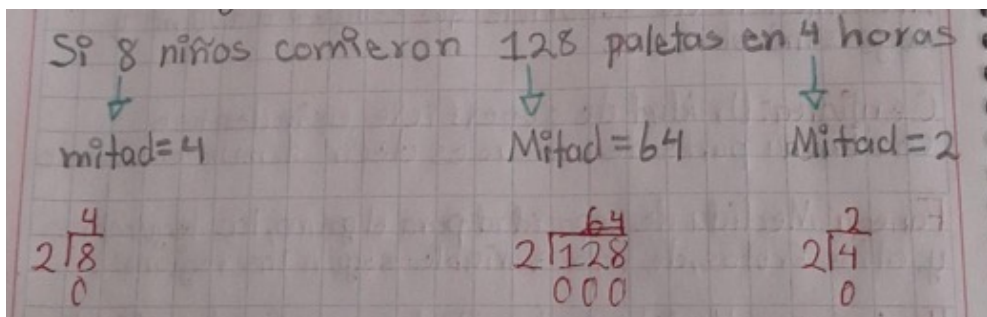 Si 8 niños comieron 128 paletas en 4 horas
mitad=4 Mitad=64 Mitad=2
4 64 2
2 8 2 128 2 4
0 000 0